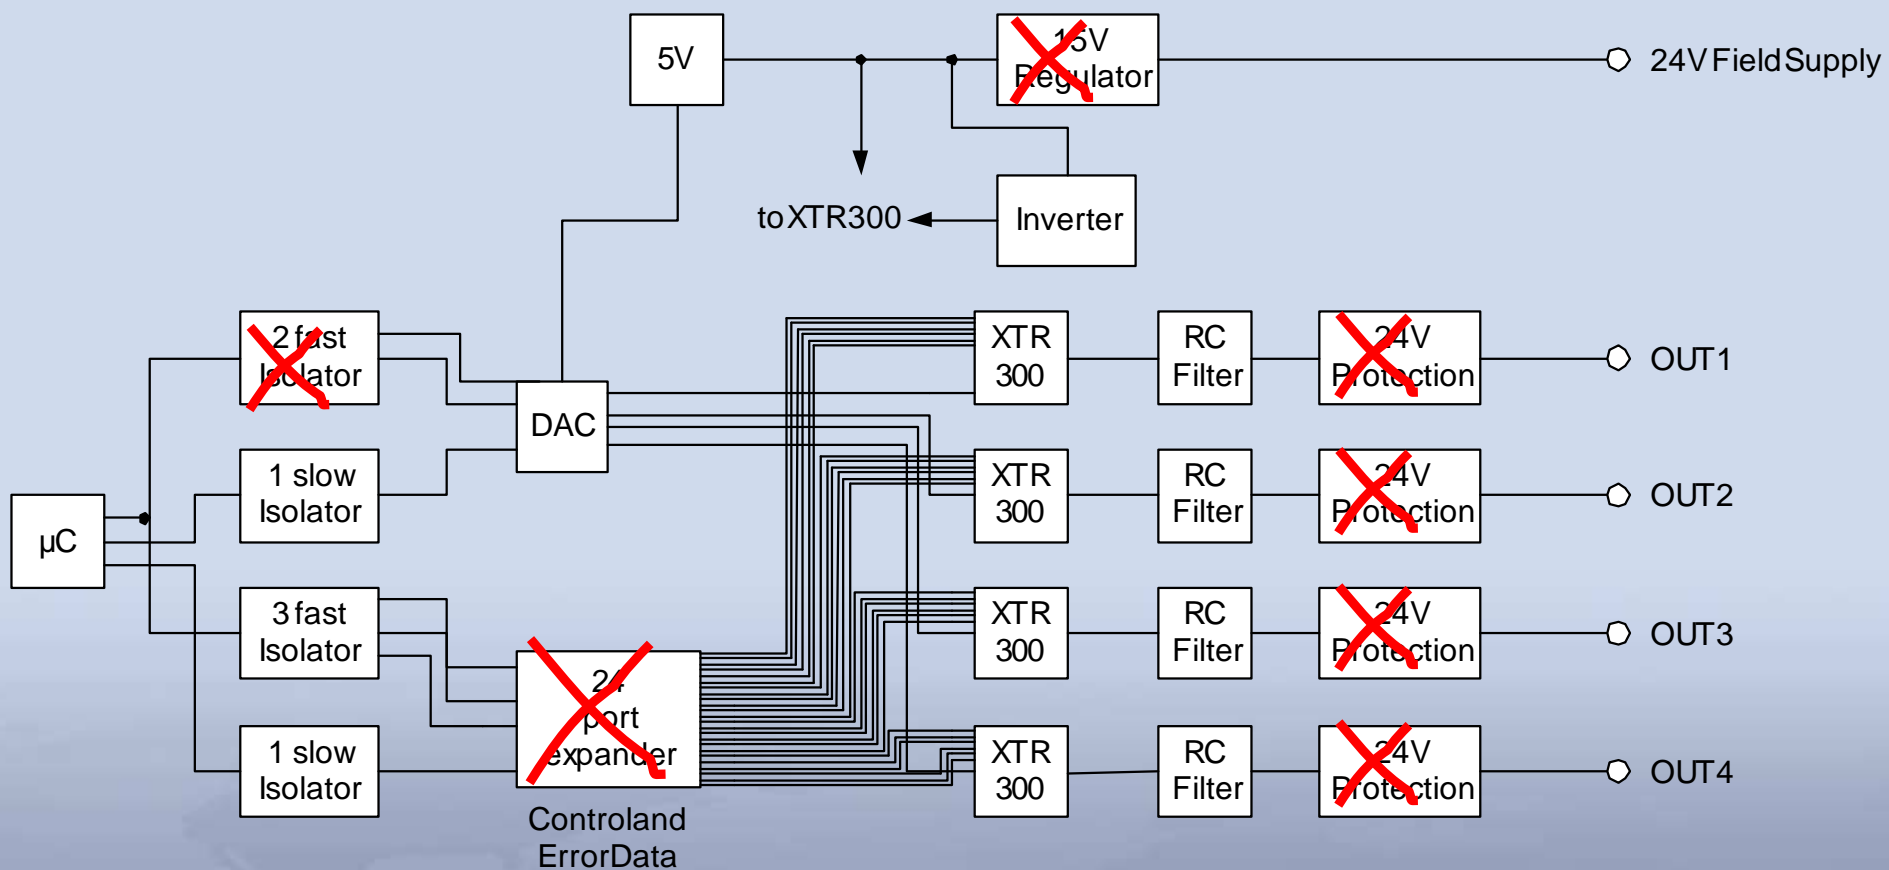 5V
15V
Regulator
24V Field Supply
to XTR300
Inverter
2 fast
Isolator
XTR
300
RC
Filter
24V
Protection
OUT1
DAC
1 slow
Isolator
XTR
300
RC
Filter
24V
Protection
OUT2
µC
3 fast
Isolator
XTR
300
RC
Filter
24V
Protection
OUT3
24
port
expander
1 slow
Isolator
XTR
300
RC
Filter
24V
Protection
OUT4
Control and
Error Data